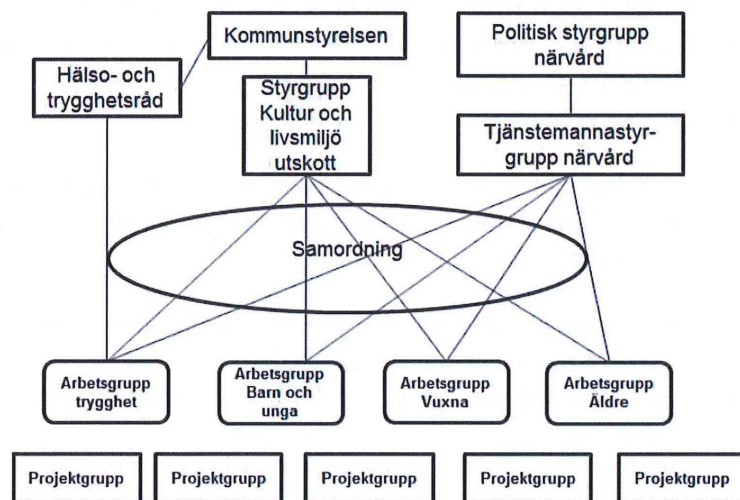 Kommunstyrelsen
Politisk styrgrupp
närvård
Hälso- och
trygghetsråd
Styrgrupp
Kultur och
livsmiljö
utskott
Tjänstemannastyr-
grupp närvård
Samordning
Arbetsgrupp
trygghet
Arbetsgrupp
Barn och
unga
Arbetsgrupp
Vuxna
Arbetsgrupp
Äldre
Projektgrupp
Projektgrupp
Projektgrupp
Projektgrupp
Projektgrupp